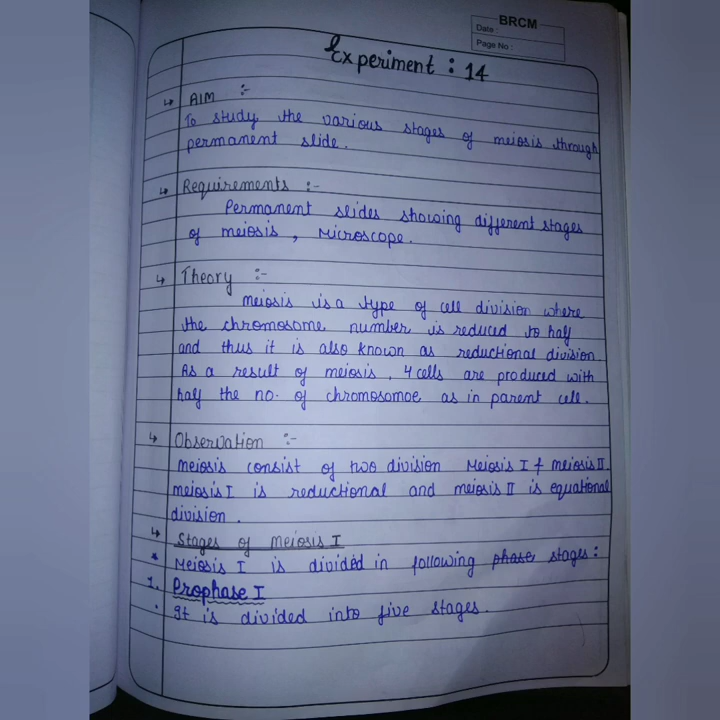 BRCM
Date :
Page No :
Experiment : 14
↳ AIM :-
To study the various stages of meiosis through
permanent slide.
↳ Requirements :-
Permanent slides showing different stages
of meiosis , Microscope.
↳ Theory :-
Meiosis is a type of cell division where
the chromosome number is reduced to half
and thus it is also known as reductional division
As a result of meiosis , 4 cells are produced with
half the no. of chromosomoe as in parent cell.
↳ Observation :-
Meiosis consist of two division Meiosis I & meiosis II.
meiosis I is reductional and meiosis II is equational
division .
↳ Stages of Meiosis I
* Meiosis I is divided in following phase stages :
1. Prophase I
. It is divided into five stages.